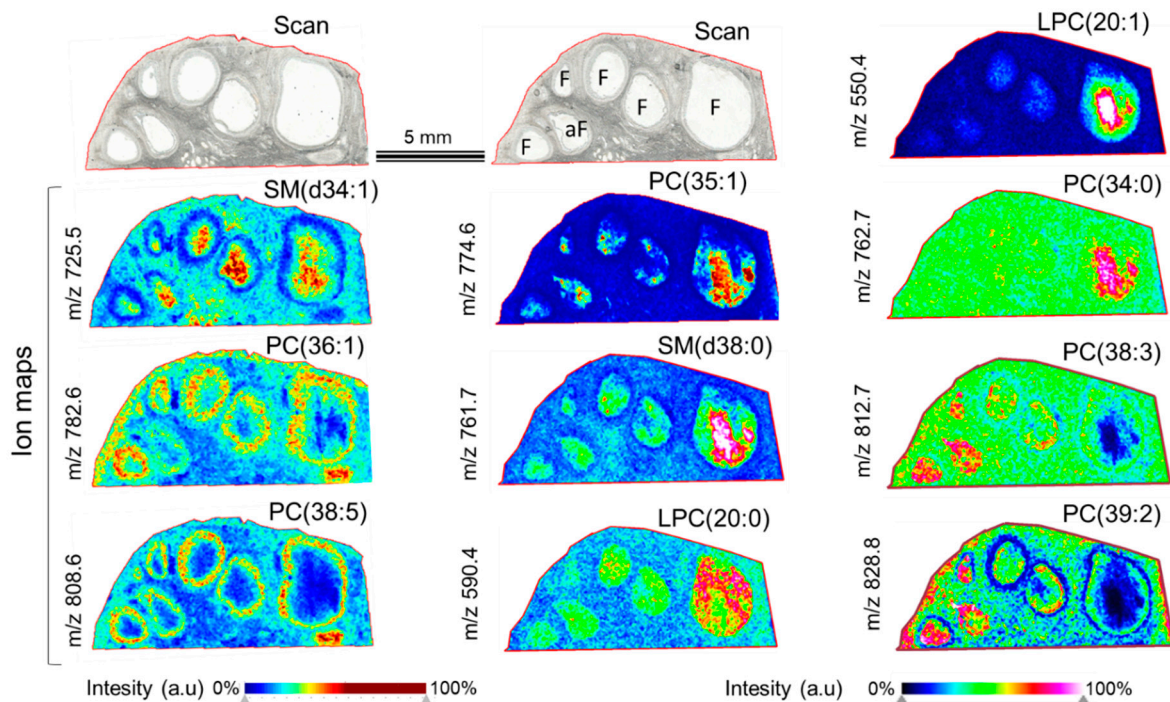 Scan
Scan
LPC(20:1)
m/z 550.4
F
F
F
F
aF
F
5 mm
Ion maps
SM(d34:1)
m/z 725.5
PC(35:1)
m/z 774.6
PC(34:0)
m/z 762.7
PC(36:1)
m/z 782.6
SM(d38:0)
m/z 761.7
PC(38:3)
m/z 812.7
PC(38:5)
m/z 808.6
LPC(20:0)
m/z 590.4
PC(39:2)
m/z 828.8
Intesity (a.u) 0% 100%
Intesity (a.u) 0% 100%